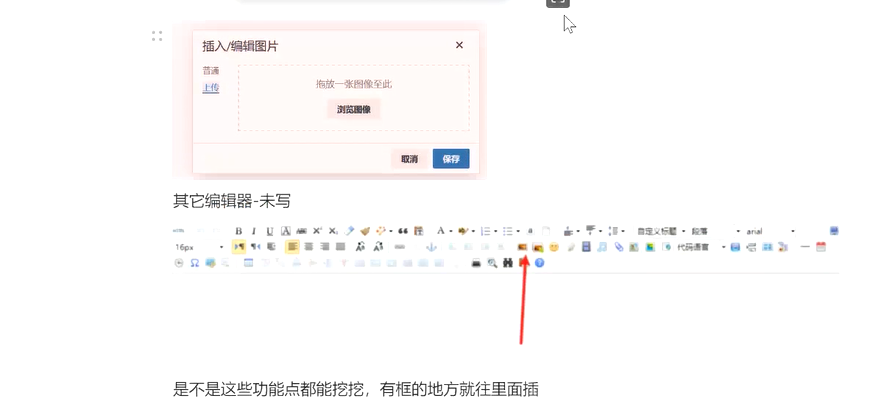 插入/编辑图片
普通
上传
拖放一张图像至此
浏览图像
取消
保存
其它编辑器-未写
B I U A ABC X² X₂ A 自定义标题 段落 arial
16px 代码语言
是不是这些功能点都能挖挖，有框的地方就往里面插